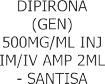 DIPIRONA
(GEN)
500MG/ML INJ
IM/IV AMP 2ML
- SANTISA